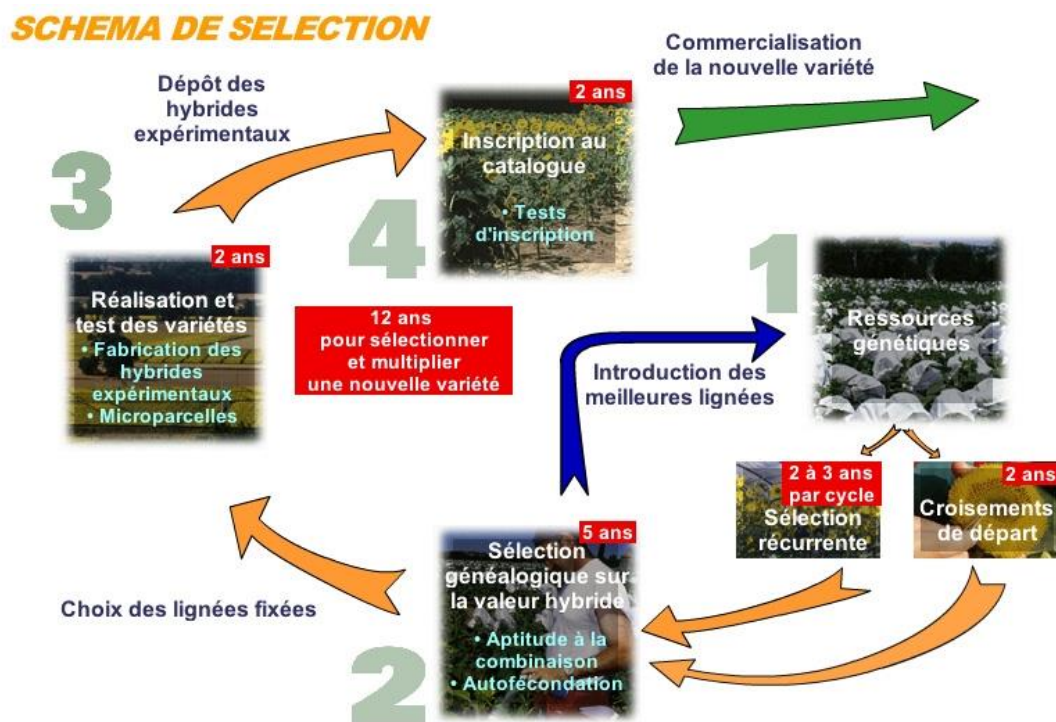 SCHEMA DE SELECTION
Commercialisation
de la nouvelle variété
Dépôt des
hybrides
expérimentaux
2 ans
Inscription au
catalogue
• Tests
d'inscription
3
4
1
2 ans
Réalisation et
test des variétés
• Fabrication des
hybrides
expérimentaux
• Microparcelles
12 ans
pour sélectionner
et multiplier
une nouvelle variété
Ressources
génétiques
Introduction des
meilleures lignées
2 à 3 ans
par cycle
Sélection
récurrente
2 ans
Croisements
de départ
5 ans
Sélection
généalogique sur
la valeur hybride
• Aptitude à la
combinaison
• Autofécondation
Choix des lignées fixées
2